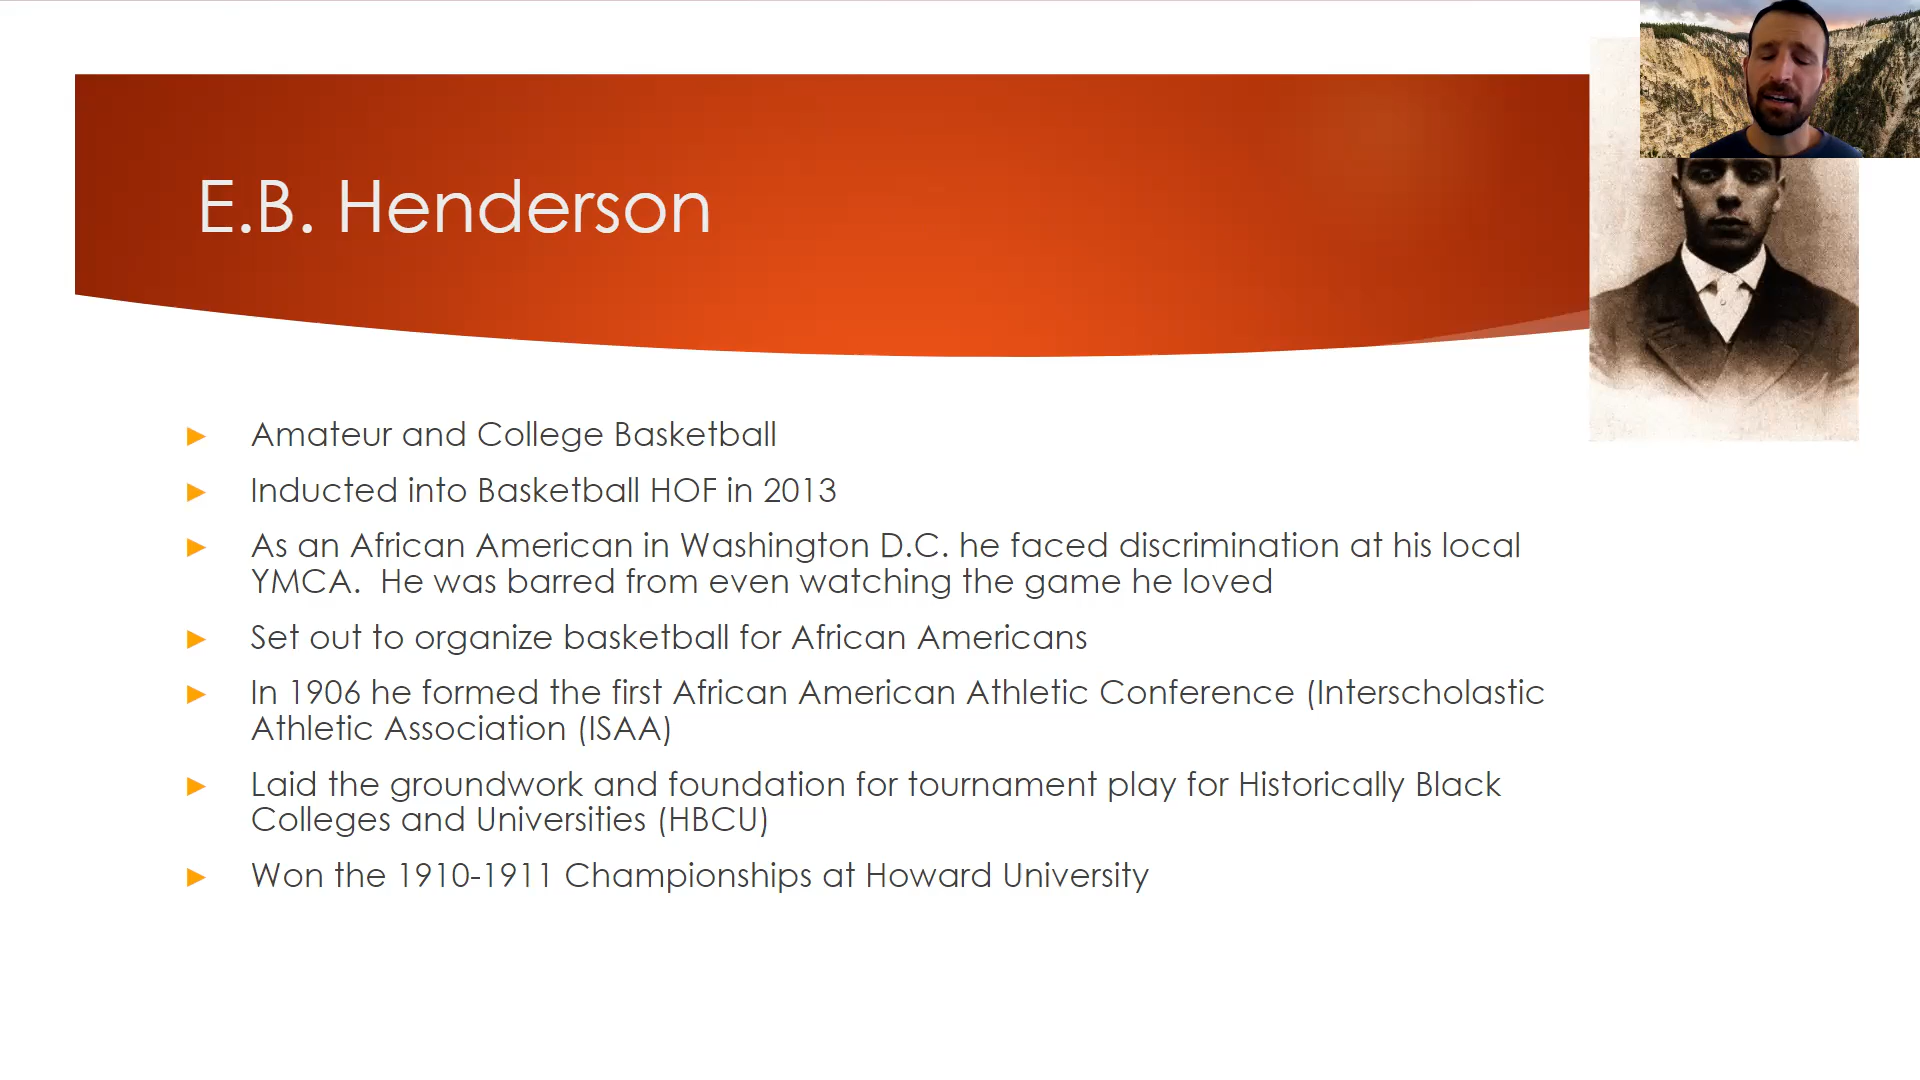 E.B. Henderson
Amateur and College Basketball
Inducted into Basketball HOF in 2013
As an African American in Washington D.C. he faced discrimination at his local
YMCA.  He was barred from even watching the game he loved
Set out to organize basketball for African Americans
In 1906 he formed the first African American Athletic Conference (Interscholastic
Athletic Association (ISAA)
Laid the groundwork and foundation for tournament play for Historically Black
Colleges and Universities (HBCU)
Won the 1910-1911 Championships at Howard University